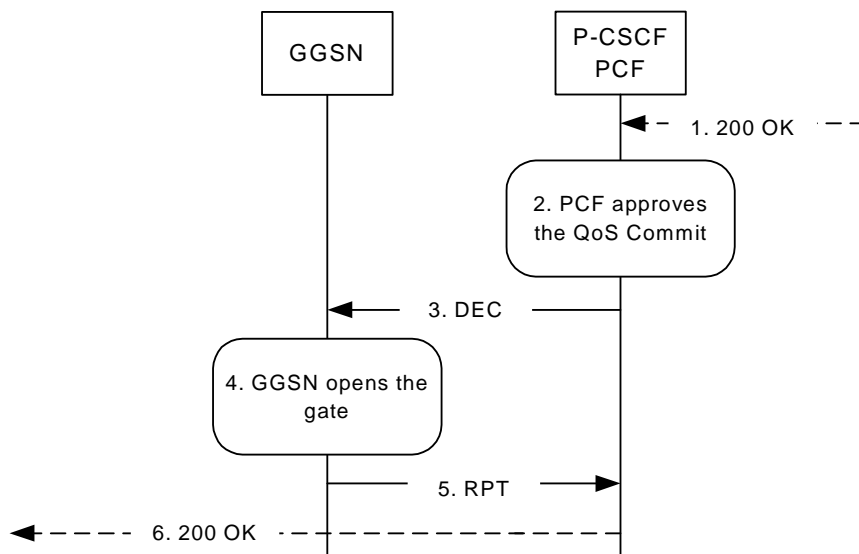 GGSN
P-CSCF
PCF
1. 200 OK
2. PCF approves
the QoS Commit
3. DEC
4. GGSN opens the
gate
5. RPT
6. 200 OK